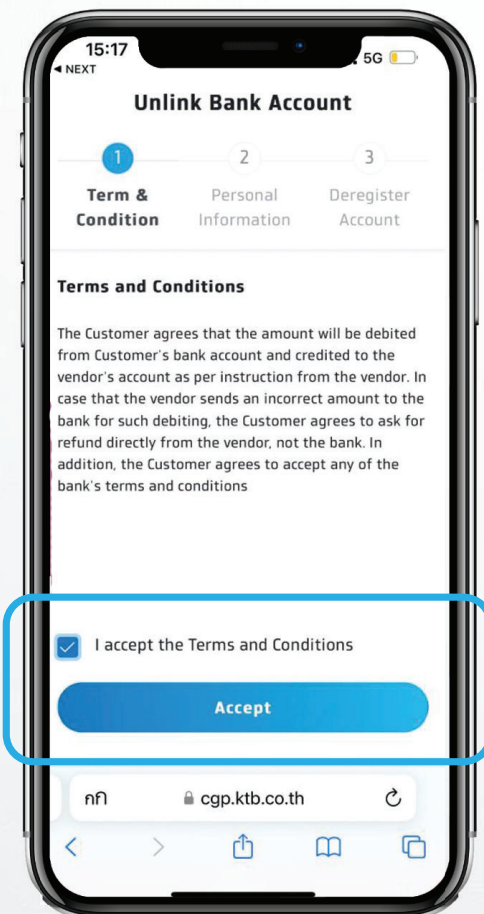 15:17
◀ NEXT
5G
Unlink Bank Account
1
2
3
Term &
Condition
Personal
Information
Deregister
Account
Terms and Conditions
The Customer agrees that the amount will be debited
from Customer's bank account and credited to the
vendor's account as per instruction from the vendor. In
case that the vendor sends an incorrect amount to the
bank for such debiting, the Customer agrees to ask for
refund directly from the vendor, not the bank. In
addition, the Customer agrees to accept any of the
bank's terms and conditions
I accept the Terms and Conditions
Accept
กก cgp.ktb.co.th